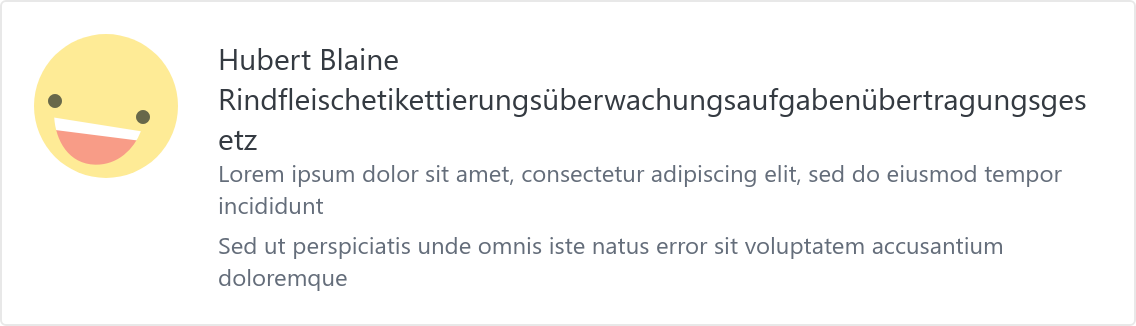 Hubert Blaine
Rindfleischetikettierungsüberwachungsaufgabenübertragungsges
etz
Lorem ipsum dolor sit amet, consectetur adipiscing elit, sed do eiusmod tempor
incididunt
Sed ut perspiciatis unde omnis iste natus error sit voluptatem accusantium
doloremque